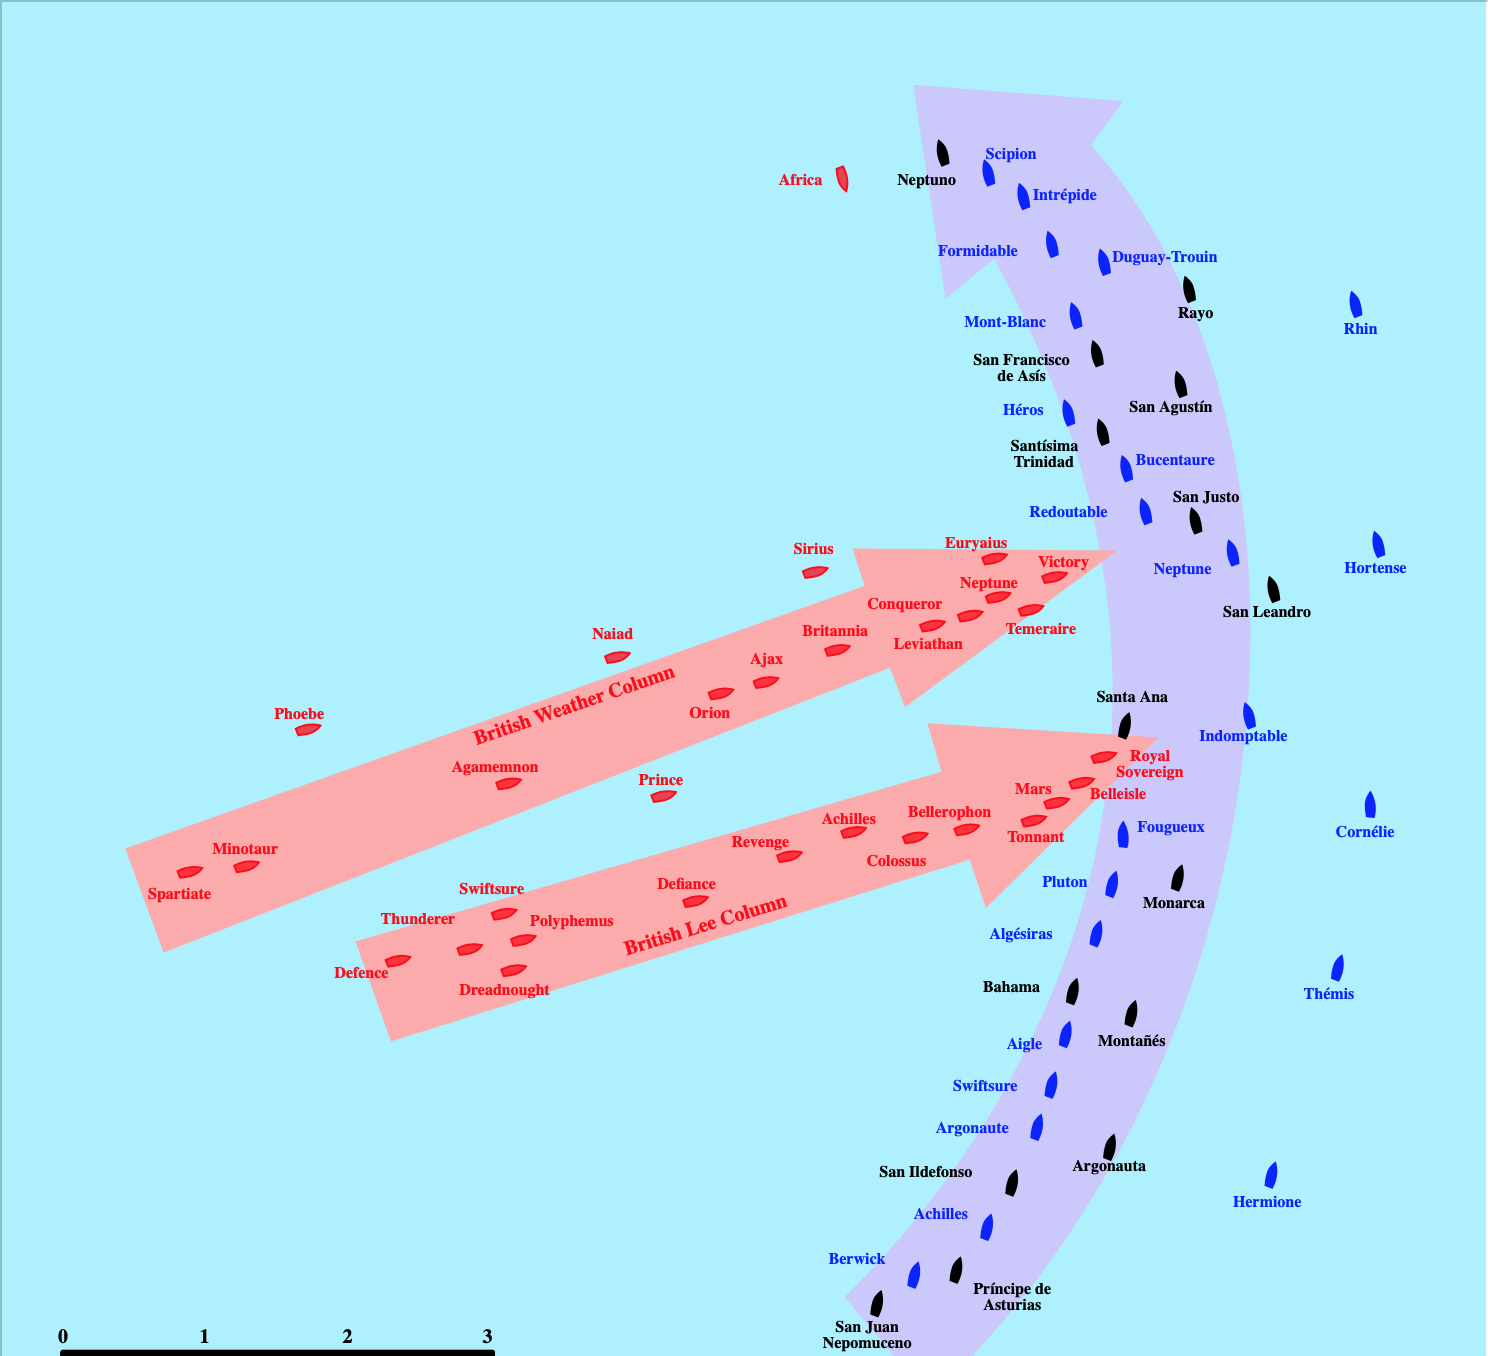 Scipion
Africa
Neptuno
Intrépide
Formidable
Duguay-Trouin
Rayo
Rhin
Mont-Blanc
San Francisco
de Asís
San Agustín
Héros
Santísima
Trinidad
Bucentaure
San Justo
Redoutable
Euryaius
Sirius
Victory
Neptune
Hortense
Neptune
Conqueror
San Leandro
Temeraire
Britannia
Naiad
Leviathan
Ajax
British Weather Column
Santa Ana
Orion
Phoebe
Indomptable
Royal
Sovereign
Agamemnon
Prince
Mars
Belleisle
Bellerophon
Achilles
Fougueux
Cornélie
Tonnant
Revenge
Minotaur
Colossus
Pluton
Defiance
Swiftsure
Spartiate
Monarca
Thunderer
Polyphemus
British Lee Column
Algésiras
Defence
Dreadnought
Bahama
Thémis
Aigle
Montañés
Swiftsure
Argonaute
Argonauta
San Ildefonso
Hermione
Achilles
Berwick
Príncipe de
Asturias
San Juan
Nepomuceno
0 1 2 3